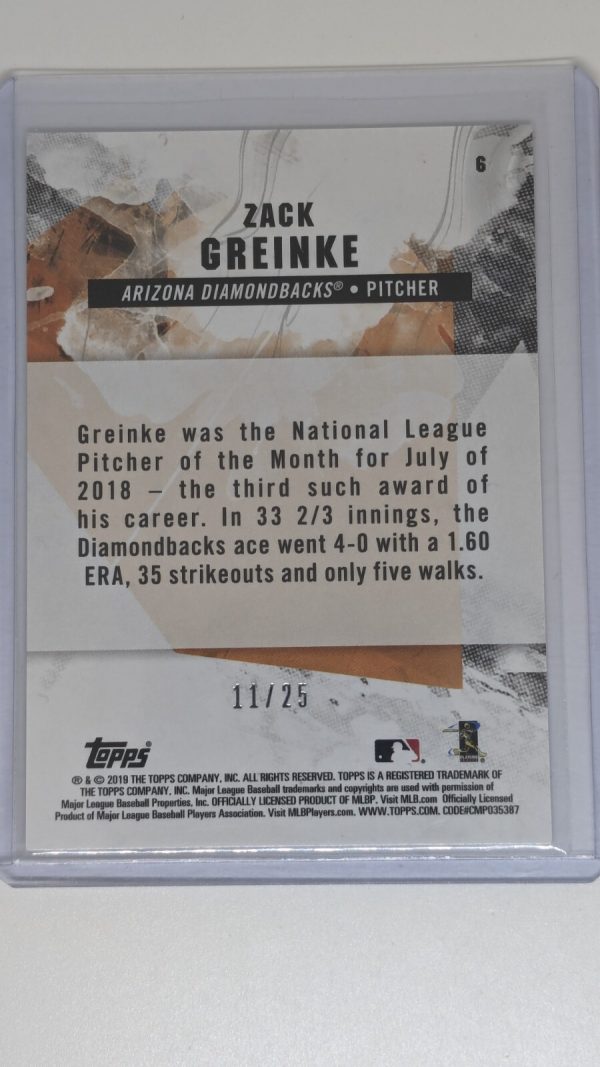 6
ZACK
GREINKE
ARIZONA DIAMONDBACKS® • PITCHER
Greinke was the National League
Pitcher of the Month for July of
2018 – the third such award of
his career. In 33 2/3 innings, the
Diamondbacks ace went 4-0 with a 1.60
ERA, 35 strikeouts and only five walks.
11/25
Topps®
® & © 2019 THE TOPPS COMPANY, INC. ALL RIGHTS RESERVED. TOPPS IS A REGISTERED TRADEMARK OF
THE TOPPS COMPANY, INC. Major League Baseball trademarks and copyrights are used with permission of
Major League Baseball Properties, Inc. OFFICIALLY LICENSED PRODUCT OF MLBP. Visit MLB.com Officially Licensed
Product of Major League Baseball Players Association. Visit MLBPlayers.com. WWW.TOPPS.COM. CODE#CMP035387